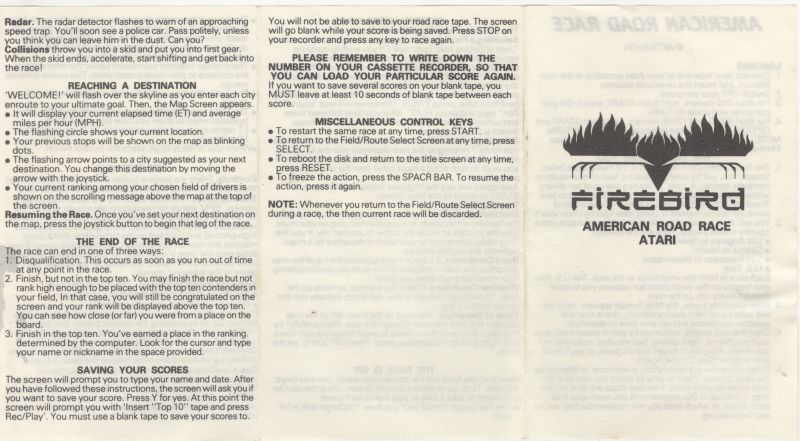 Radar. The radar detector flashes to warn of an approaching
speed trap. You'll soon see a police car. Pass politely, unless
you think you can leave him in the dust. Can you?
Collisions throw you into a skid and put you into first gear.
When the skid ends, accelerate, start shifting and get back into
the race!
REACHING A DESTINATION
'WELCOME!' will flash over the skyline as you enter each city
enroute to your ultimate goal. Then, the Map Screen appears.
● It will display your current elapsed time (ET) and average
miles per hour (MPH).
● The flashing circle shows your current location.
● Your previous stops will be shown on the map as blinking
dots.
● The flashing arrow points to a city suggested as your next
destination. You change this destination by moving the
arrow with the joystick.
● Your current ranking among your chosen field of drivers is
shown on the scrolling message above the map at the top of
the screen.
Resuming the Race. Once you've set your next destination on
the map, press the joystick button to begin that leg of the race.
THE END OF THE RACE
The race can end in one of three ways:
1. Disqualification. This occurs as soon as you run out of time
at any point in the race.
2. Finish, but not in the top ten. You may finish the race but not
rank high enough to be placed with the top ten contenders in
your field, In that case, you will still be congratulated on the
screen and your rank will be displayed above the top ten.
You can see how close (or far) you were from a place on the
board.
3. Finish in the top ten. You've earned a place in the ranking.
determined by the computer. Look for the cursor and type
your name or nickname in the space provided.
SAVING YOUR SCORES
The screen will prompt you to type your name and date. After
you have followed these instructions, the screen will ask you if
you want to save your score. Press Y for yes. At this point the
screen will prompt you with 'Insert "Top 10" tape and press
Rec/Play'. You must use a blank tape to save your scores to.
You will not be able to save to your road race tape. The screen
will go blank while your score is being saved. Press STOP on
your recorder and press any key to race again.
PLEASE REMEMBER TO WRITE DOWN THE
NUMBER ON YOUR CASSETTE RECORDER, SO THAT
YOU CAN LOAD YOUR PARTICULAR SCORE AGAIN.
If you want to save several scores on your blank tape, you
MUST leave at least 10 seconds of blank tape between each
score.
MISCELLANEOUS CONTROL KEYS
● To restart the same race at any time, press START.
● To return to the Field/Route Select Screen at any time, press
SELECT.
● To reboot the disk and return to the title screen at any time,
press RESET.
● To freeze the action, press the SPACR BAR. To resume the
action, press it again.
NOTE: Whenever you return to the Field/Route Select Screen
during a race, the then current race will be discarded.
FIREBIRD
AMERICAN ROAD RACE
ATARI